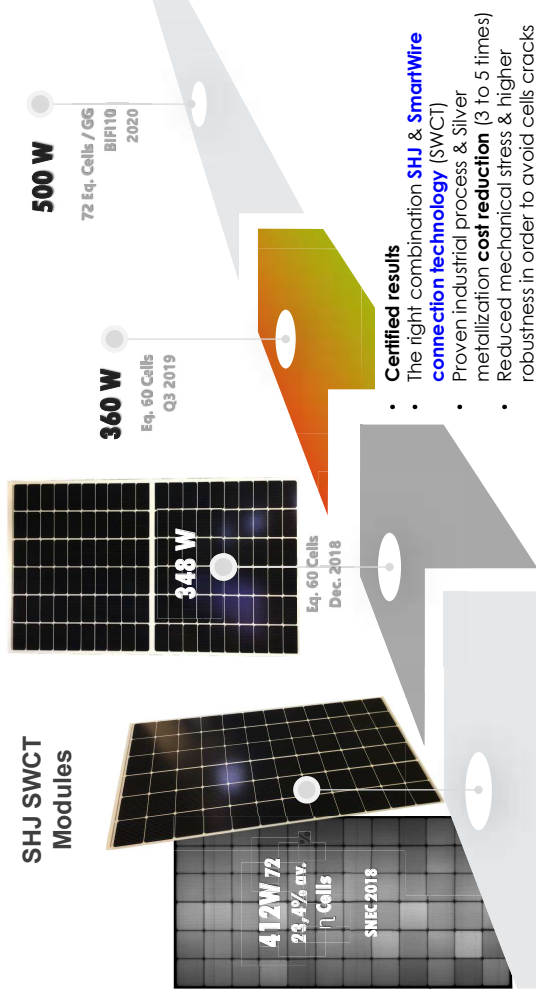 SHJ SWCT
Modules
412W 72
23,4% av.
η Cells
%
SNEC 2018
348 W
Eq. 60 Cells
Dec. 2018
360 W
Eq. 60 Cells
Q3 2019
500 W
72 Eq. Cells / GG
BIFI10
2020
• Certified results
• The right combination SHJ & SmartWire
connection technology (SWCT)
• Proven industrial process & Silver
metallization cost reduction (3 to 5 times)
• Reduced mechanical stress & higher
robustness in order to avoid cells cracks